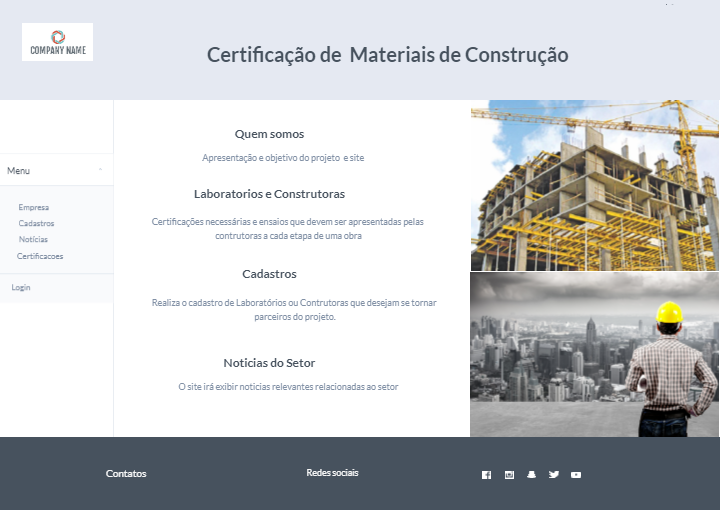 COMPANY NAME
Certificação de Materiais de Construção
Menu
Empresa
Cadastros
Notícias
Certificacoes
Login
Quem somos
Apresentação e objetivo do projeto e site
Laboratorios e Construtoras
Certificações necessárias e ensaios que devem ser apresentadas pelas
contrutoras a cada etapa de uma obra
Cadastros
Realiza o cadastro de Laboratórios ou Contrutoras que desejam se tornar
parceiros do projeto.
Noticias do Setor
O site irá exibir noticias relevantes relacionadas ao setor
Contatos
Redes sociais